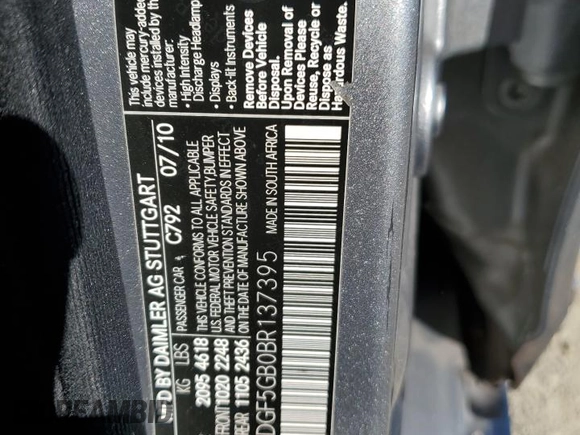 This vehicle may
include mercury-added
devices installed by the
manufacturer:
• High Intensity
Discharge Headlamp
• Displays
• Back-lit Instruments
Remove Devices
Before Vehicle
Upon Removal of
Devices Please
Reuse, Recycle or
Dispose as
Hazardous Waste.
ED BY DAIMLER AG STUTTGART 07/10
KG LBS PASSENGER CAR C792
2095 4618 THIS VEHICLE CONFORMS TO ALL APPLICABLE
U.S. FEDERAL MOTOR VEHICLE SAFETY, BUMPER
FRONT 1020 2248 AND THEFT PREVENTION STANDARDS IN EFFECT
REAR 1105 2436 ON THE DATE OF MANUFACTURE SHOWN ABOVE
DGF5GB0BR137395 MADE IN SOUTH AFRICA